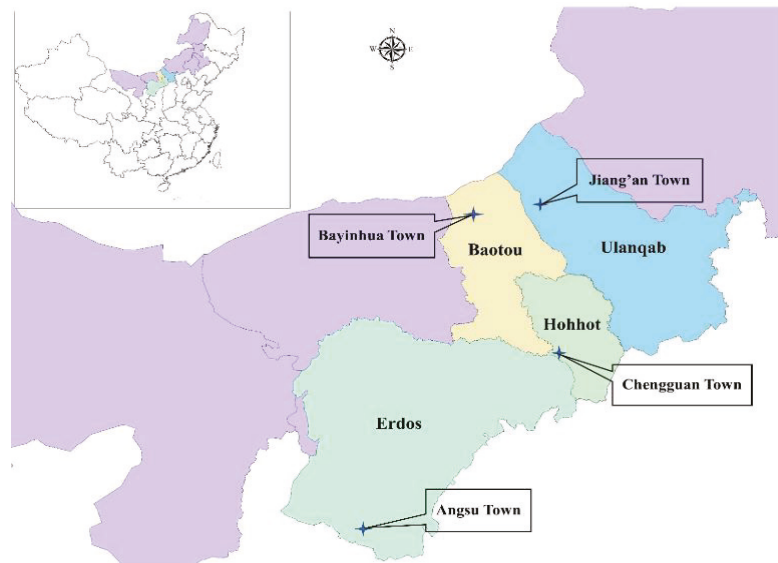 N
W
E
S
Jiang'an Town
Bayinhua Town
Baotou
Ulanqab
Hohhot
Chengguan Town
Erdos
Angsu Town